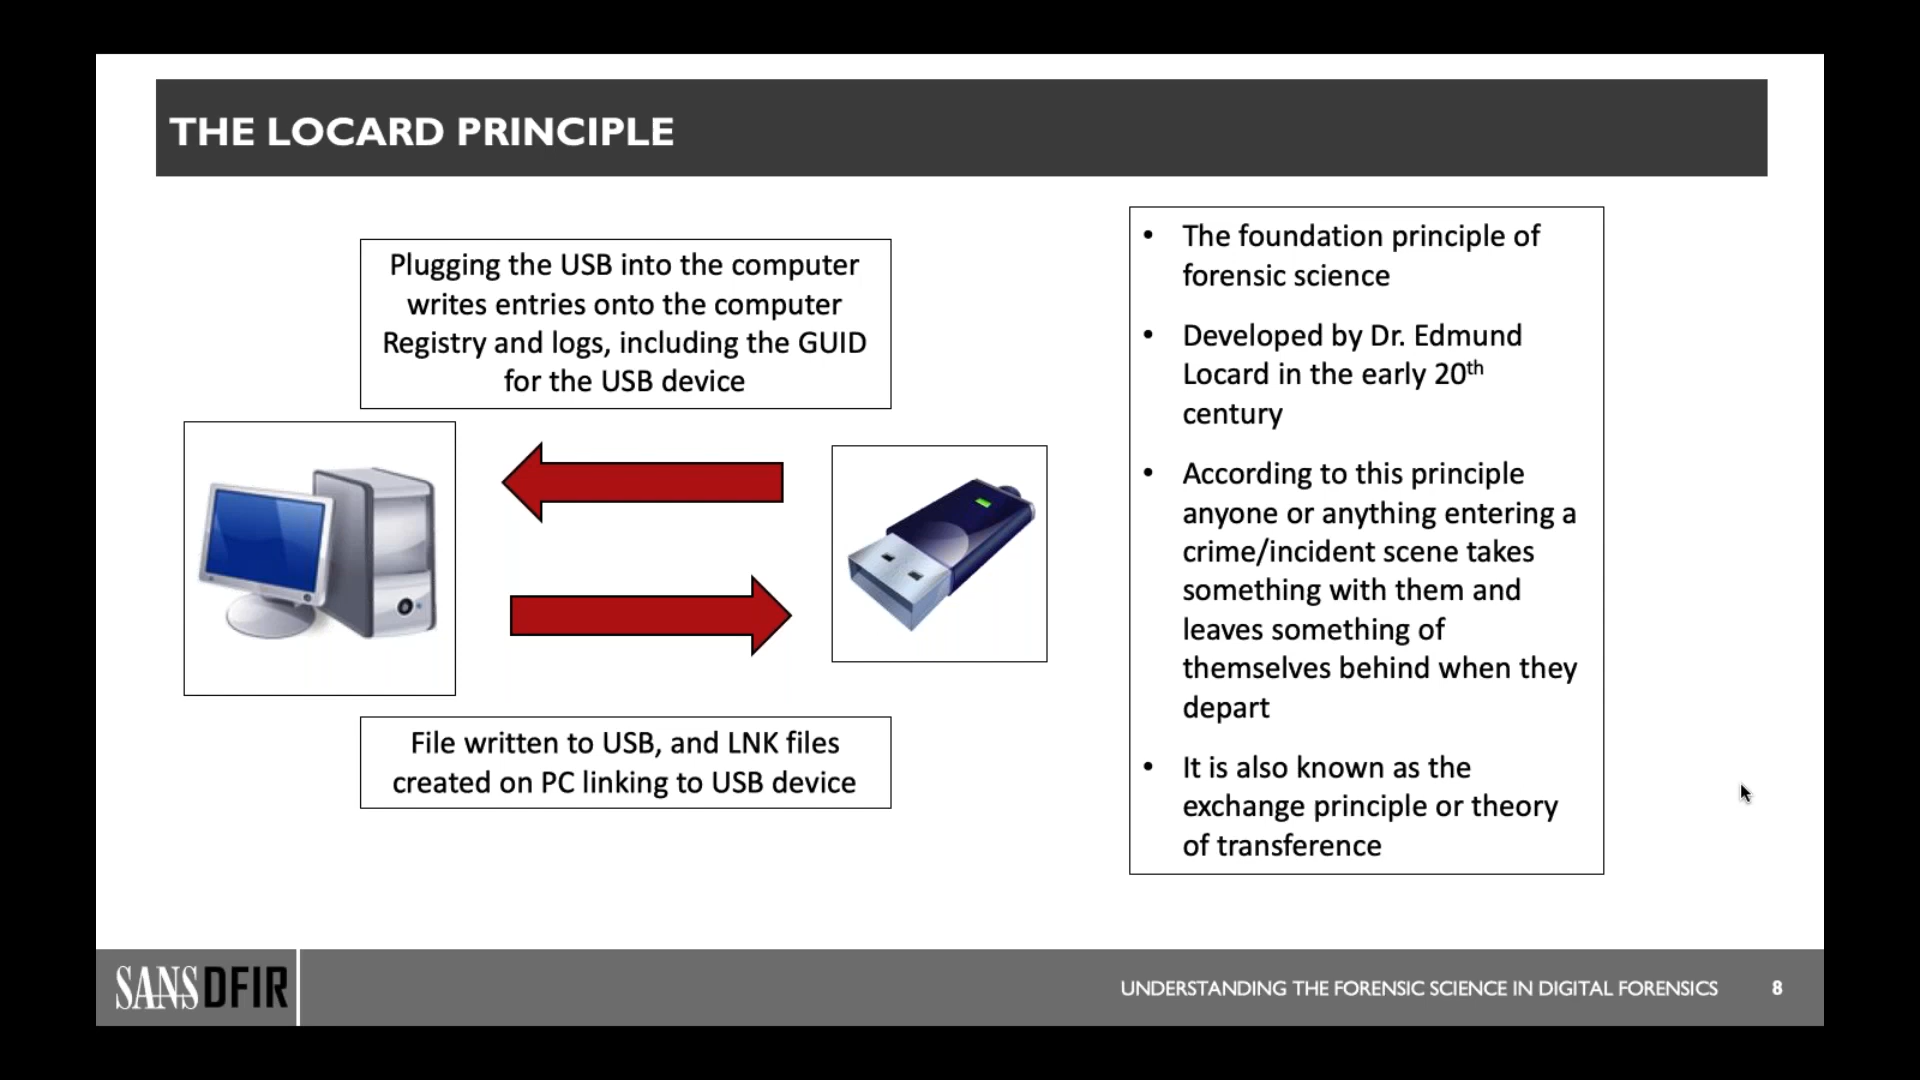 THE LOCARD PRINCIPLE
Plugging the USB into the computer
writes entries onto the computer
Registry and logs, including the GUID
for the USB device
File written to USB, and LNK files
created on PC linking to USB device
• The foundation principle of
forensic science
• Developed by Dr. Edmund
Locard in the early 20th
century
• According to this principle
anyone or anything entering a
crime/incident scene takes
something with them and
leaves something of
themselves behind when they
depart
• It is also known as the
exchange principle or theory
of transference
SANS DFIR
UNDERSTANDING THE FORENSIC SCIENCE IN DIGITAL FORENSICS 8